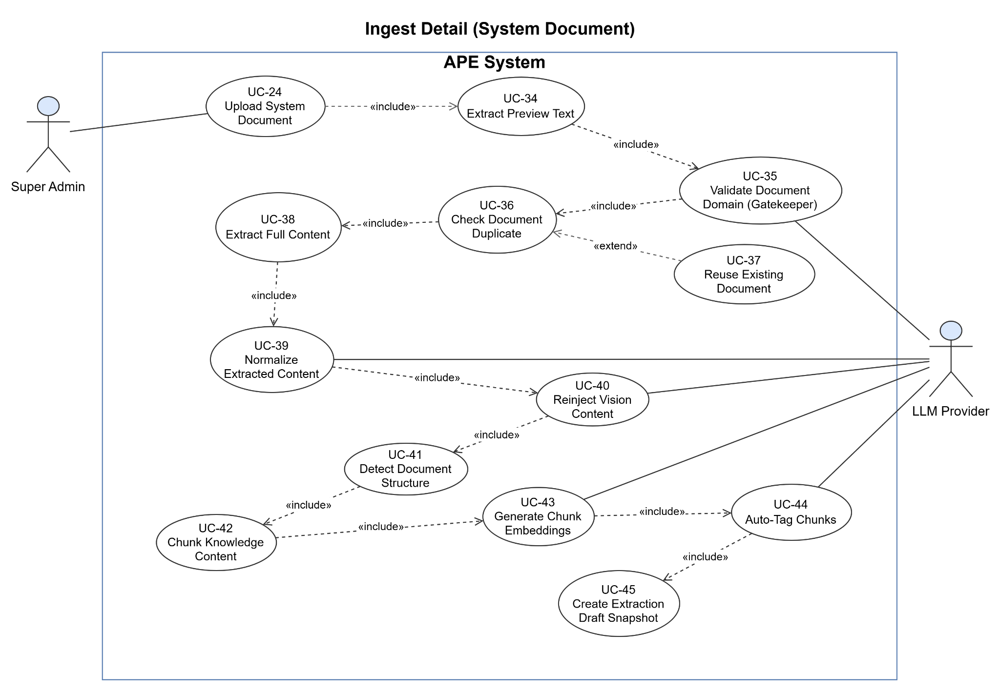 Ingest Detail (System Document)
APE System
Super Admin
UC-24
Upload System
Document
«include»
UC-34
Extract Preview Text
«include»
UC-35
Validate Document
Domain (Gatekeeper)
«include»
UC-36
Check Document
Duplicate
«include»
UC-38
Extract Full Content
«extend»
UC-37
Reuse Existing
Document
«include»
UC-39
Normalize
Extracted Content
«include»
UC-40
Reinject Vision
Content
LLM Provider
«include»
UC-41
Detect Document
Structure
«include»
UC-42
Chunk Knowledge
Content
«include»
UC-43
Generate Chunk
Embeddings
«include»
UC-44
Auto-Tag Chunks
«include»
UC-45
Create Extraction
Draft Snapshot